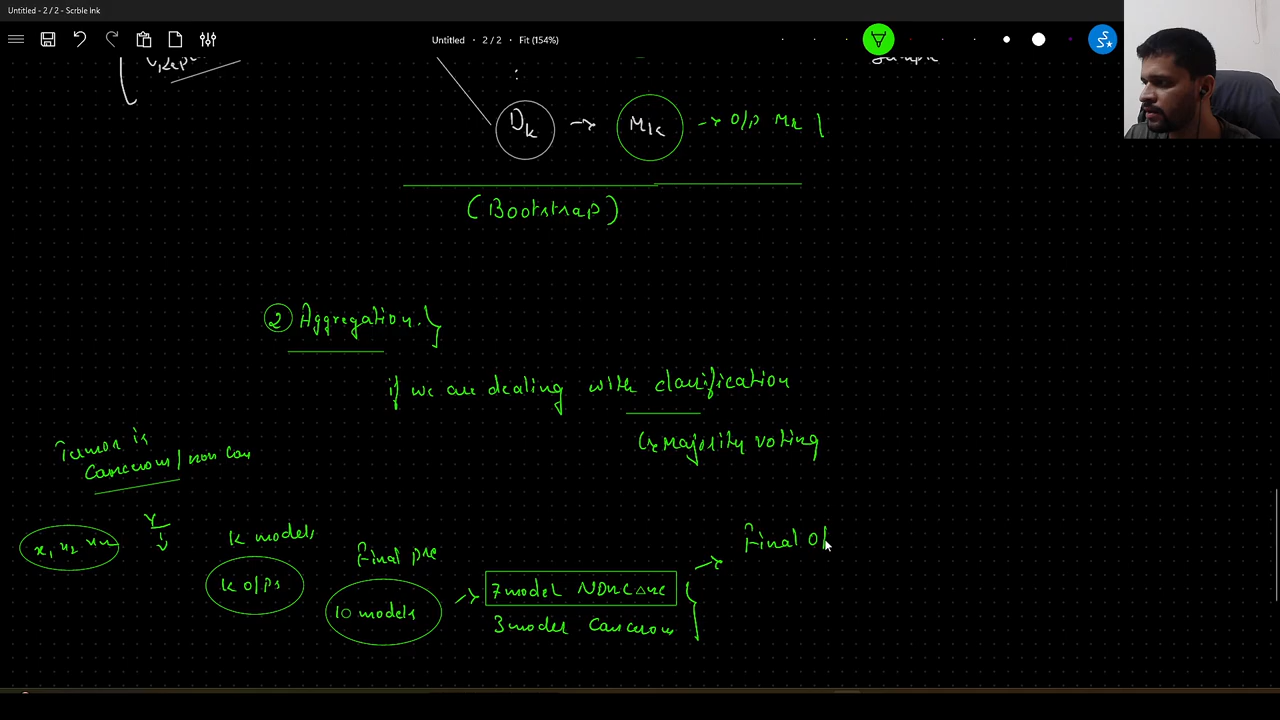 Untitled - 2 / 2 - Scrble Ink
Untitled • 2 / 2 • Fit (154%)
Dk → Mk → O/P Mk
(Bootstrap)
② Aggregation.
if we are dealing with classification
↳ Majority voting
Tumor is
Cancerous / non can
x1 x2 xn
Y
K models
K o/ps
Final pre
10 models
→ 7 model NONCANC
3 model Cancerous
→ Final O/